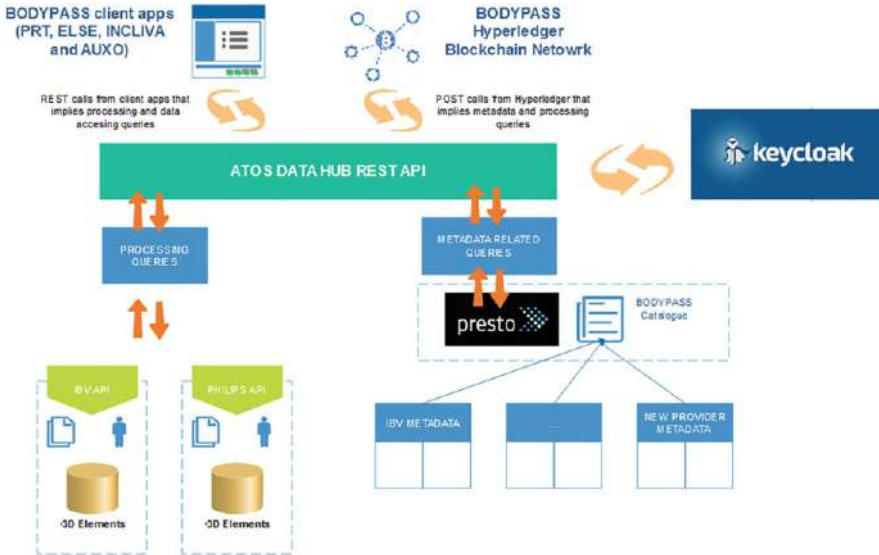 BODYPASS client apps
(PRT, ELSE, INCLIVA
and AUXO)
BODYPASS
Hyperledger
Blockchain Netowrk
REST calls from client apps that
implies processing and data
accesing queries
POST calls from Hyperledger that
implies metadata and processing
queries
ATOS DATA HUB REST API
keycloak
PROCESSING
QUERIES
METADATA RELATED
QUERIES
presto
BODYPASS
Catalogue
IBV API
PHILIPS API
IBV METADATA
...
NEW PROVIDER
METADATA
-3D Elements
-3D Elements